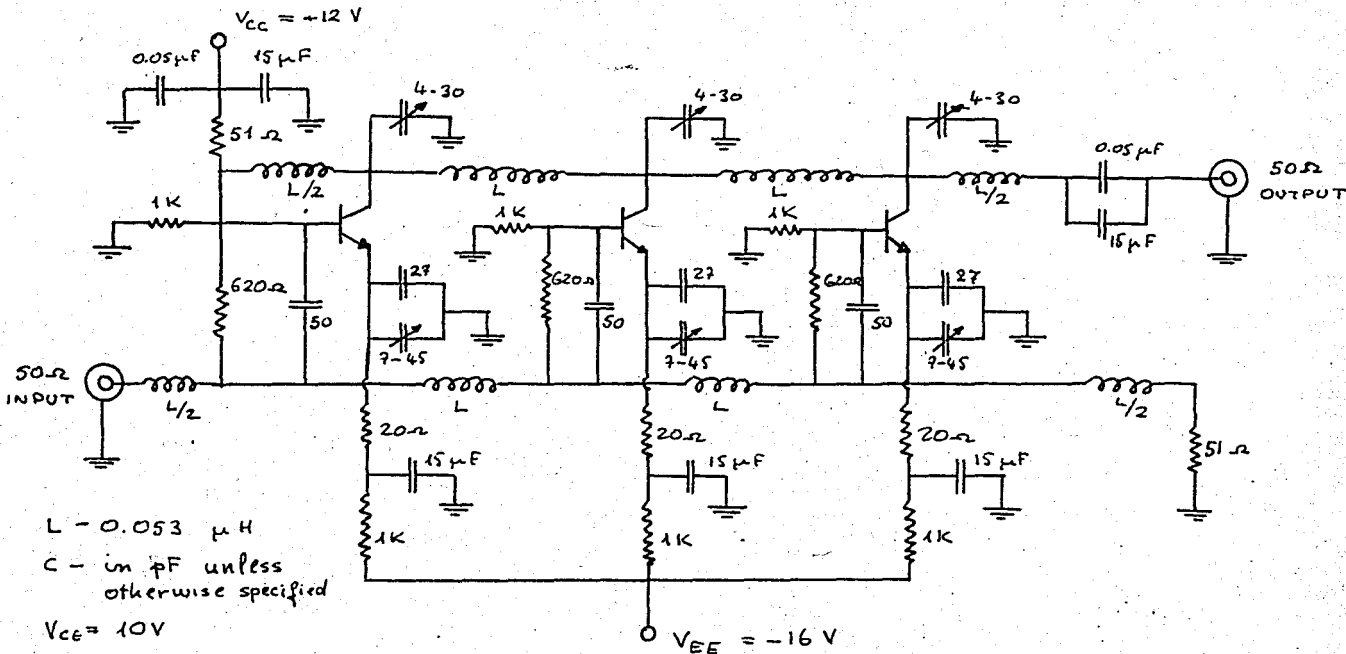 VCC = -12 V
0.05μF
15μF
4-30
4-30
4-30
51Ω
0.05μF
50Ω
OUTPUT
L/2
L
L
L/2
15μF
1K
1K
1K
27
27
27
620Ω
620Ω
620Ω
50
50
50
7-45
7-45
7-45
50Ω
INPUT
L/2
L
L
L/2
20Ω
20Ω
20Ω
51Ω
15μF
15μF
15μF
1K
1K
1K
L - 0.053 μH
C - in pF unless
otherwise specified
VCE = 10V
VEE = -16 V